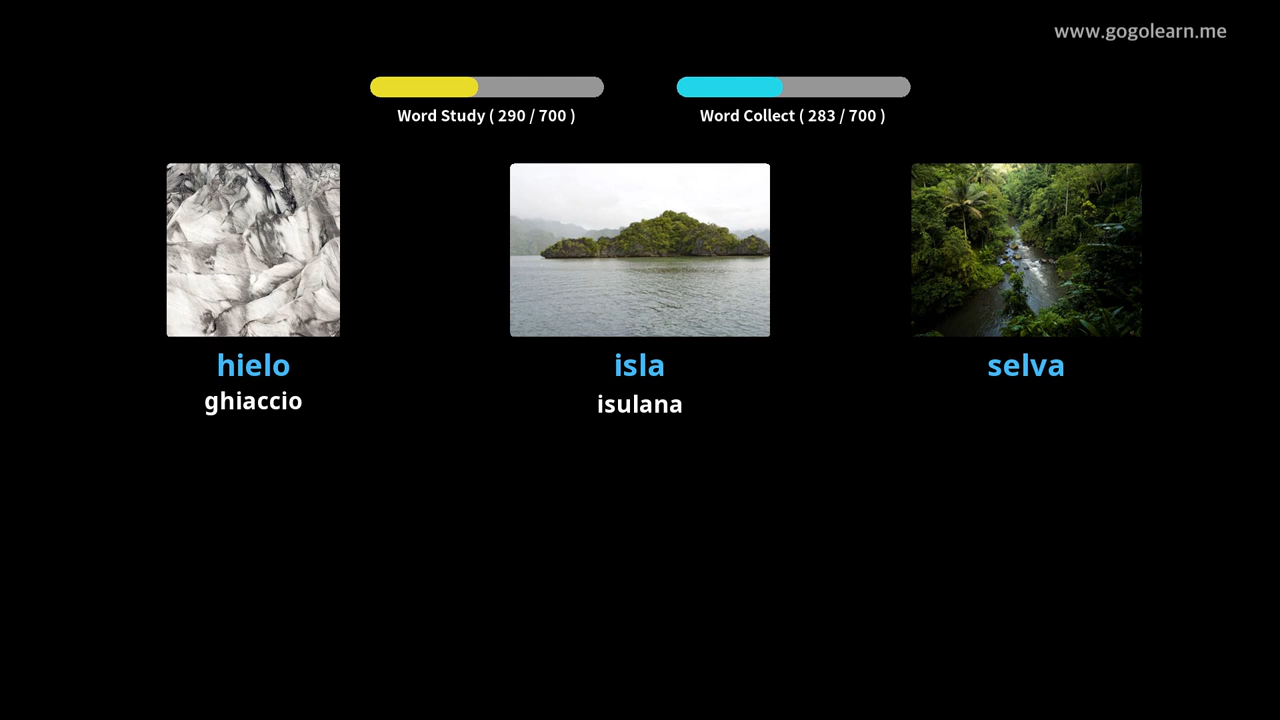 www.gogolearn.me
Word Study ( 290 / 700 )
Word Collect ( 283 / 700 )
hielo
ghiaccio
isla
isulana
selva